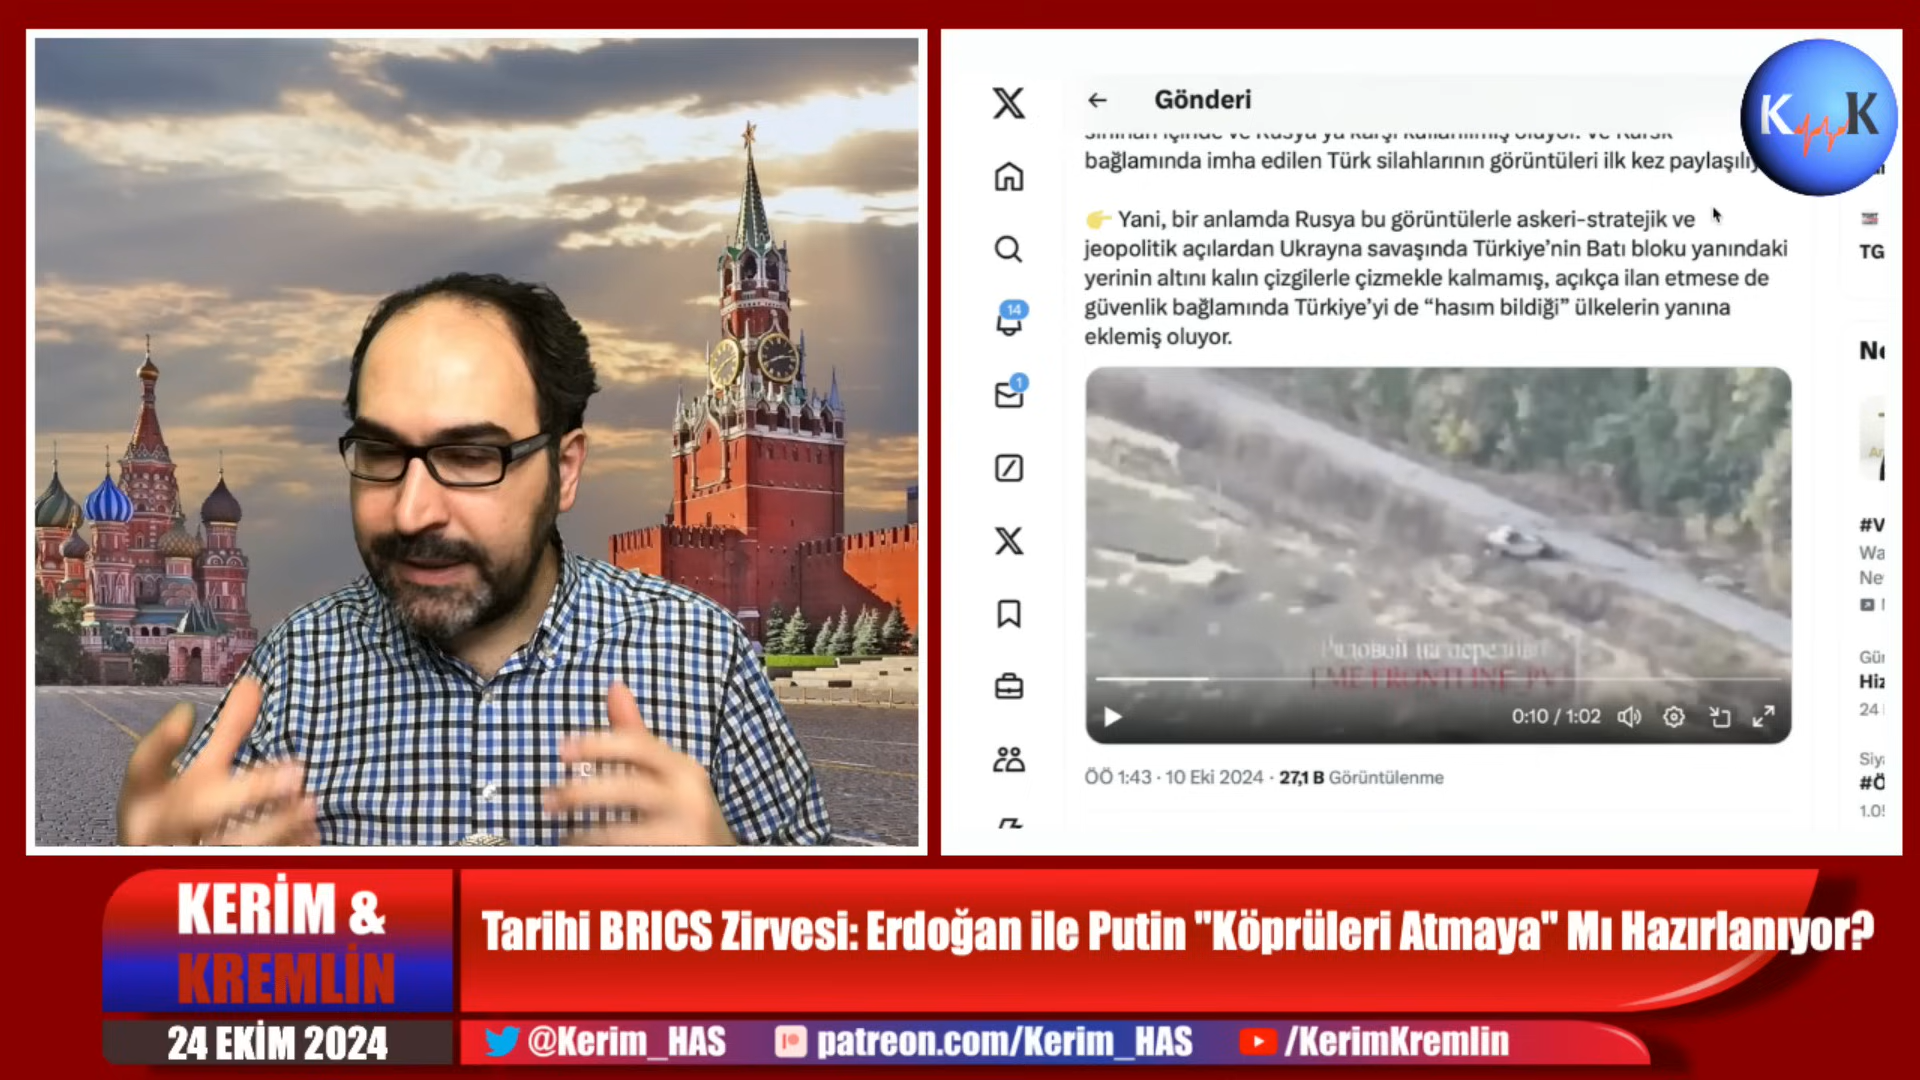 Gönderi
K K
bağlamında imha edilen Türk silahlarının görüntüleri ilk kez
👉 Yani, bir anlamda Rusya bu görüntülerle askeri-stratejik ve
jeopolitik açılardan Ukrayna savaşında Türkiye'nin Batı bloku yanındaki
yerinin altını kalın çizgilerle çizmekle kalmamış, açıkça ilan etmese de
güvenlik bağlamında Türkiye'yi de “hasım bildiği” ülkelerin yanına
eklemiş oluyor.
14
1
0:10 / 1:02
ÖÖ 1:43 · 10 Eki 2024 · 27,1 B Görüntülenme
TG
#V
24
#Ö
KERİM &
KREMLİN
24 EKİM 2024
Tarihi BRICS Zirvesi: Erdoğan ile Putin "Köprüleri Atmaya" Mı Hazırlanıyor?
@Kerim_HAS patreon.com/Kerim_HAS /KerimKremlin